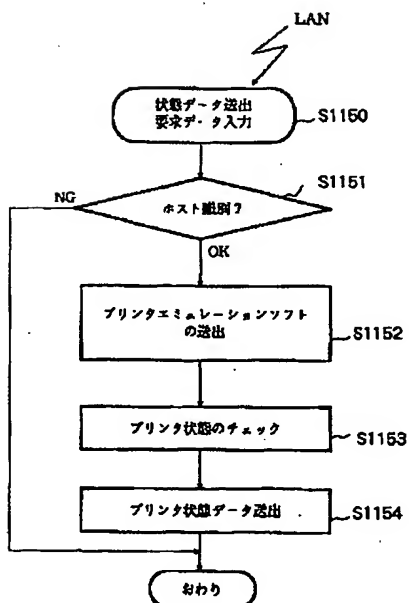 LAN
状態データ送出
要求データ入力
S1150
S1151
NG
ホスト識別？
OK
プリンタエミュレーションソフト
の送出
S1152
プリンタ状態のチェック
S1153
プリンタ状態データ送出
S1154
おわり